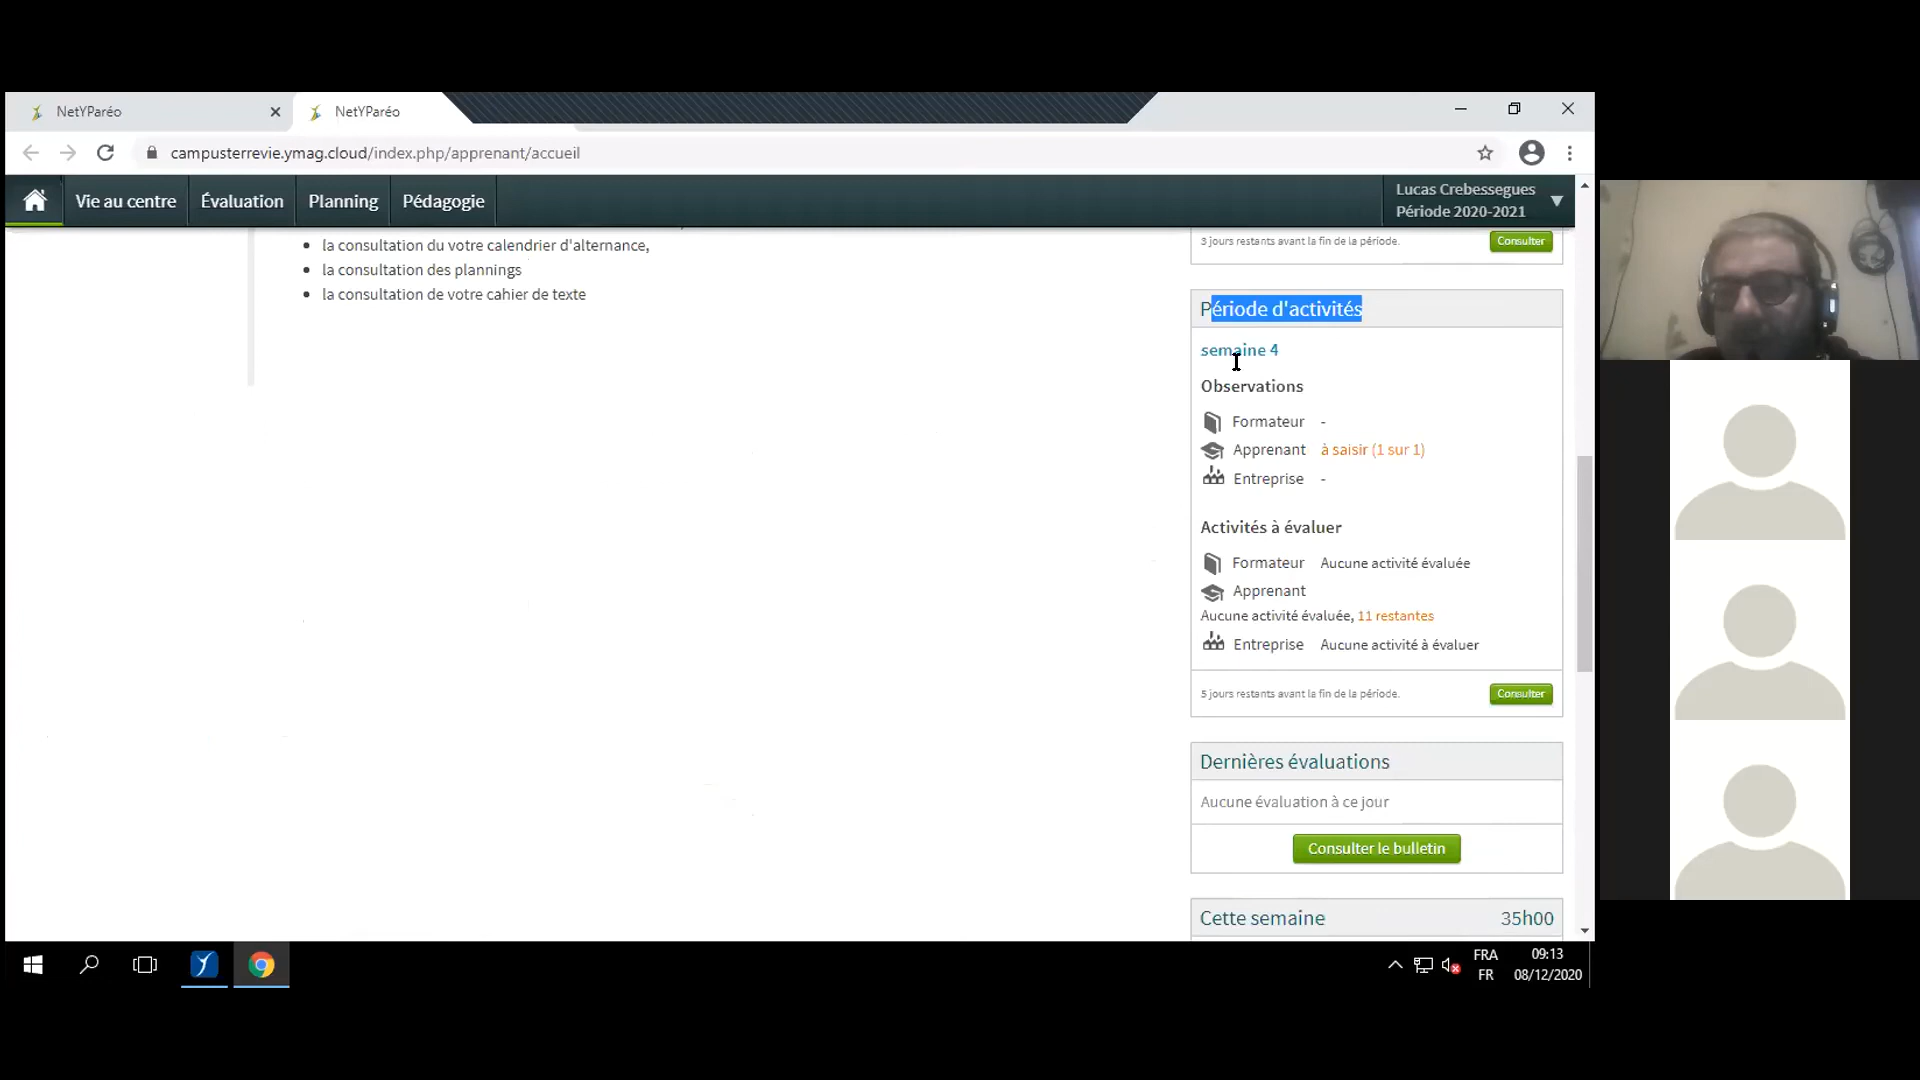 NetYParéo
NetYParéo
campusterrevie.ymag.cloud/index.php/apprenant/accueil
Vie au centre
Évaluation
Planning
Pédagogie
Lucas Crebessegues
Période 2020-2021
la consultation du votre calendrier d'alternance,
la consultation des plannings
la consultation de votre cahier de texte
3 jours restants avant la fin de la période.
Consulter
Période d'activités
semaine 4
Observations
Formateur -
Apprenant à saisir (1 sur 1)
Entreprise -
Activités à évaluer
Formateur Aucune activité évaluée
Apprenant
Aucune activité évaluée, 11 restantes
Entreprise Aucune activité à évaluer
5 jours restants avant la fin de la période.
Consulter
Dernières évaluations
Aucune évaluation à ce jour
Consulter le bulletin
Cette semaine 35h00
FRA
FR
09:13
08/12/2020